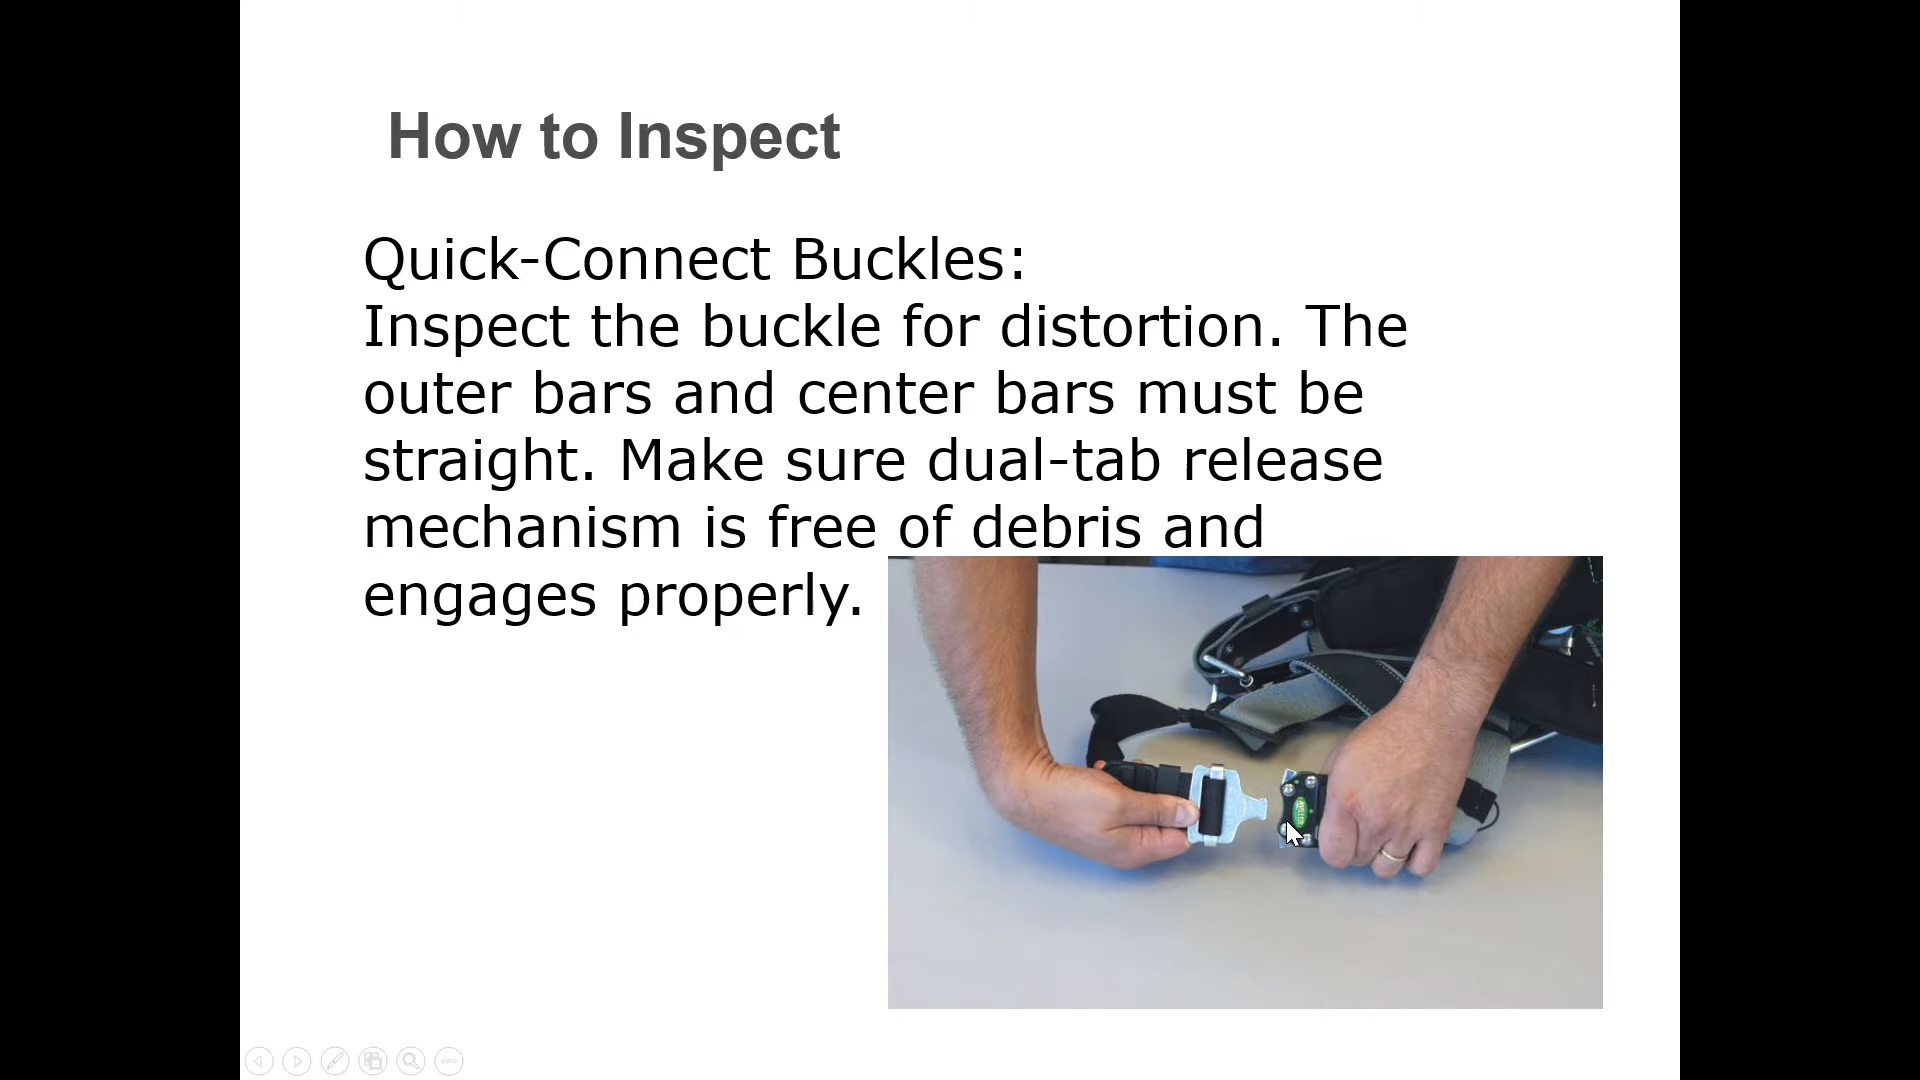 How to Inspect
Quick-Connect Buckles:
Inspect the buckle for distortion. The
outer bars and center bars must be
straight. Make sure dual-tab release
mechanism is free of debris and
engages properly.